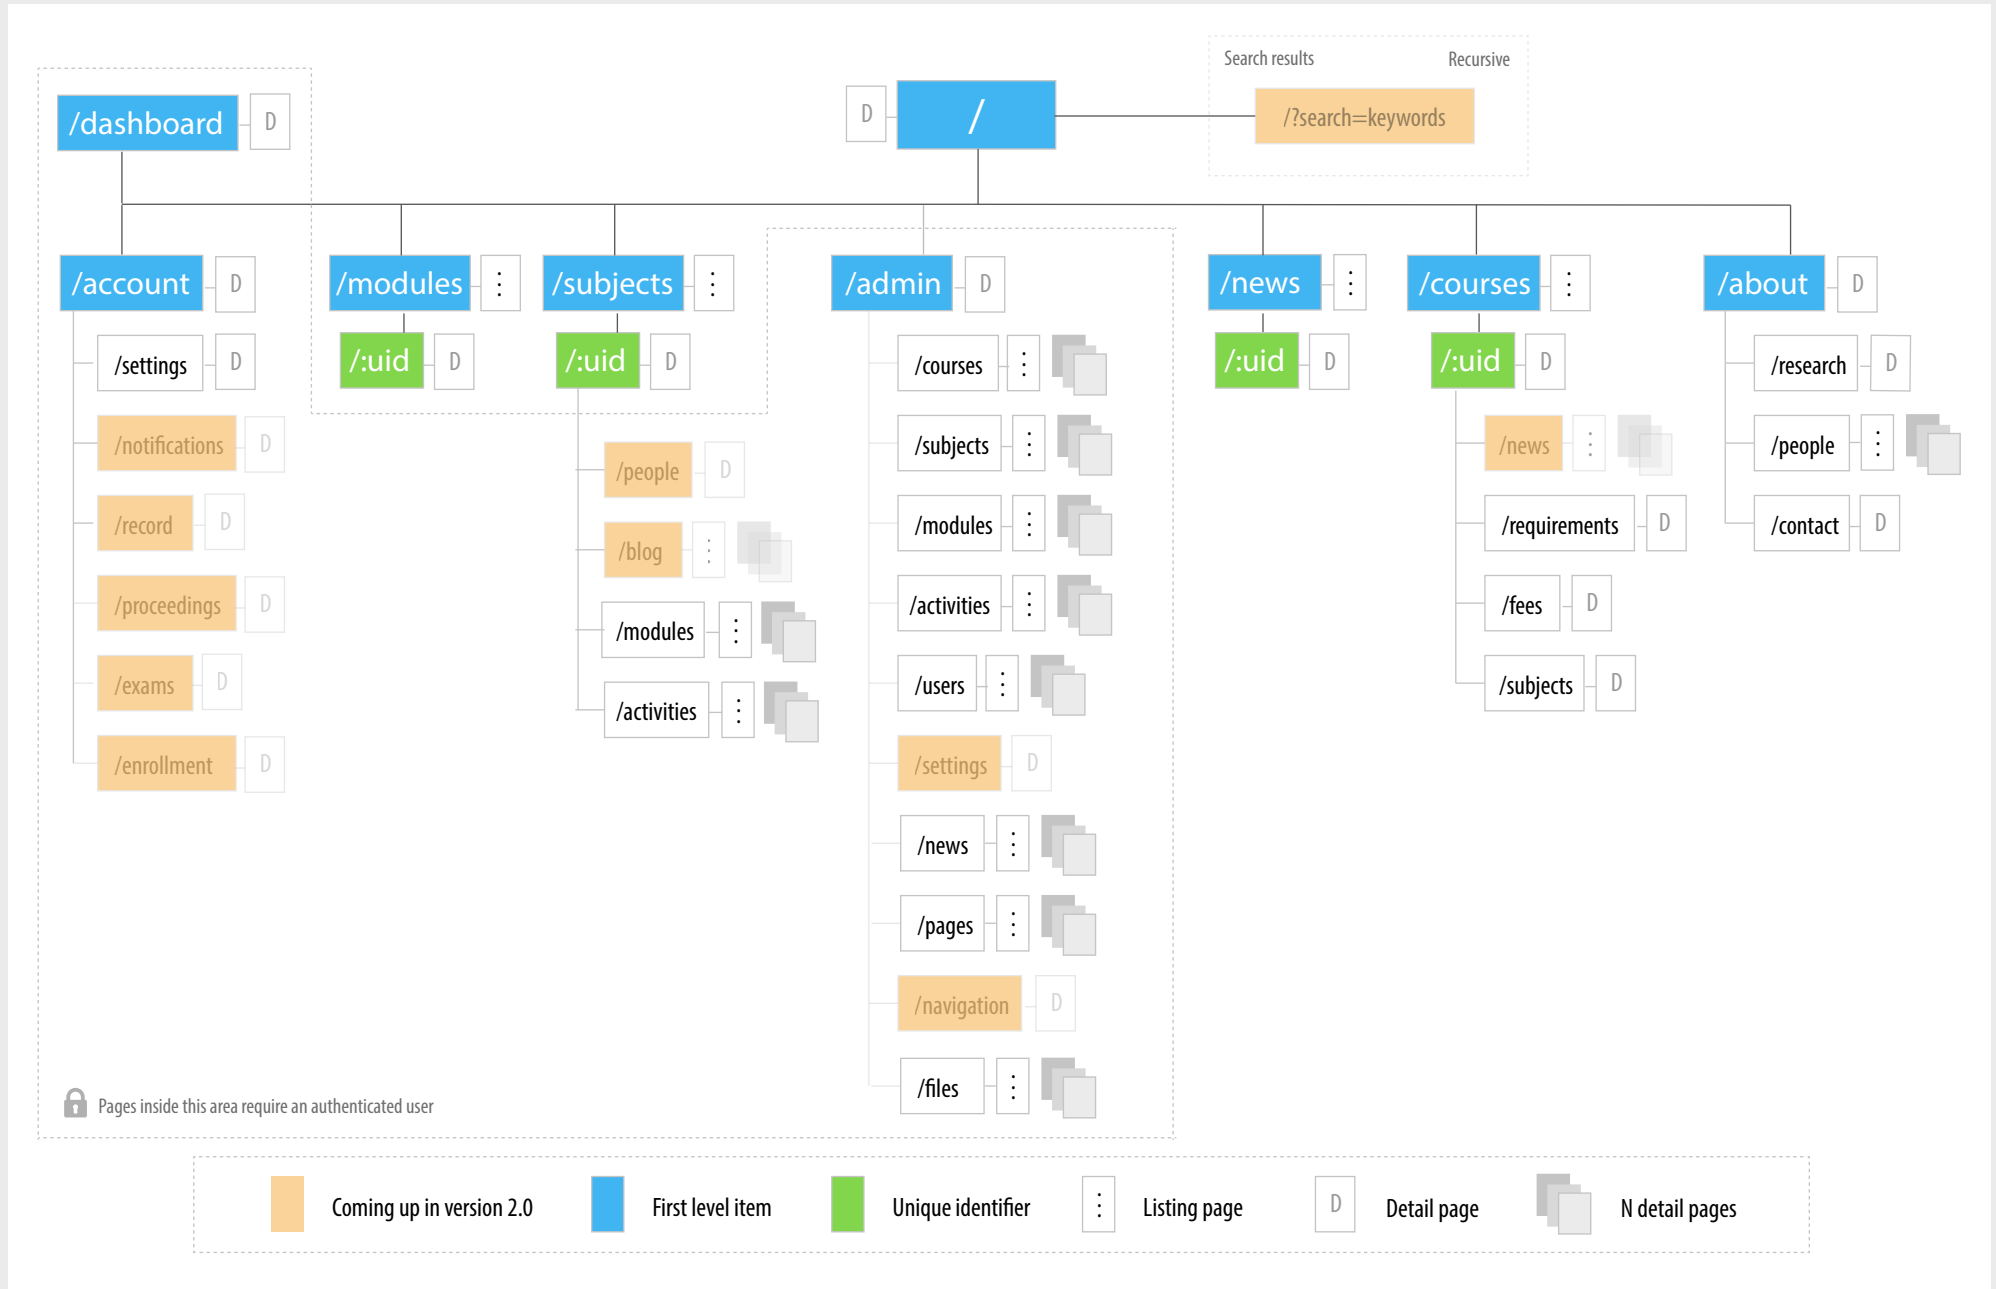 Search results
Recursive
/dashboard
D
D
/
/?search=keywords
/account
D
/modules
⋮
/subjects
⋮
/admin
D
/news
⋮
/courses
⋮
/about
D
/settings
D
/notifications
D
/record
D
/proceedings
D
/exams
D
/enrollment
D
/:uid
D
/:uid
D
/people
D
/blog
⋮
/modules
⋮
/activities
⋮
/courses
⋮
/subjects
⋮
/modules
⋮
/activities
⋮
/users
⋮
/settings
D
/news
⋮
/pages
⋮
/navigation
D
/files
⋮
/:uid
D
/:uid
D
/news
⋮
/requirements
D
/fees
D
/subjects
D
/research
D
/people
⋮
/contact
D
Pages inside this area require an authenticated user
Coming up in version 2.0
First level item
Unique identifier
⋮
Listing page
D
Detail page
N detail pages